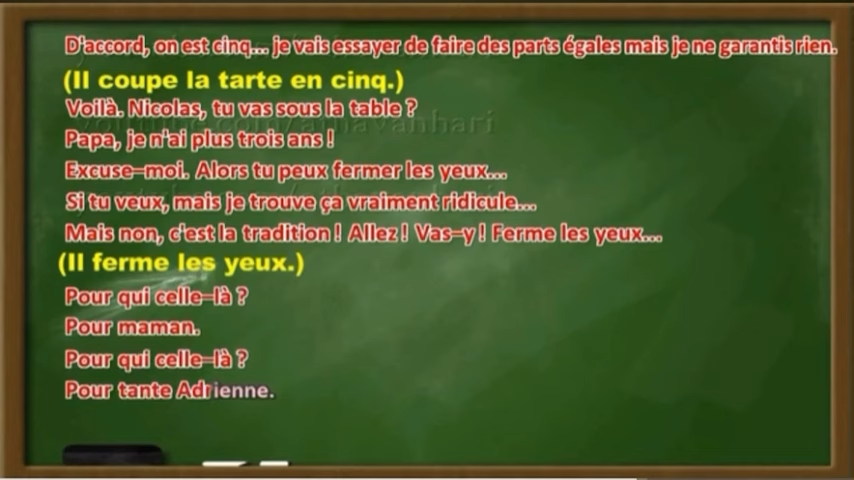 D'accord, on est cinq... je vais essayer de faire des parts égales mais je ne garantis rien.
(Il coupe la tarte en cinq.)
Voilà. Nicolas, tu vas sous la table ?
Papa, je n'ai plus trois ans !
Excuse-moi. Alors tu peux fermer les yeux...
Si tu veux, mais je trouve ça vraiment ridicule...
Mais non, c'est la tradition ! Allez ! Vas-y ! Ferme les yeux...
(Il ferme les yeux.)
Pour qui celle-là ?
Pour maman.
Pour qui celle-là ?
Pour tante Adrienne.